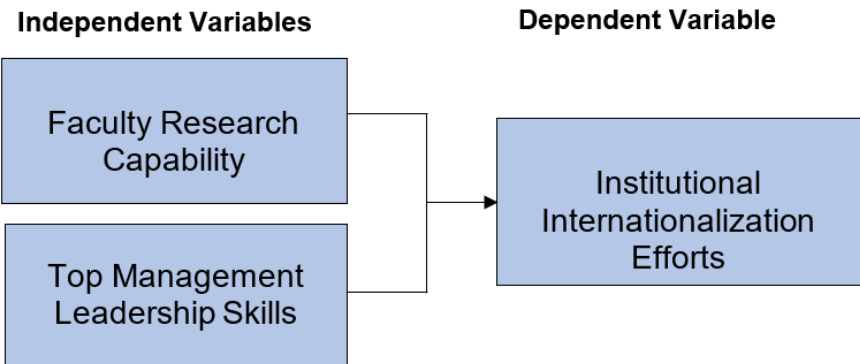 Independent Variables
Dependent Variable
Faculty Research
Capability
Institutional
Internationalization
Efforts
Top Management
Leadership Skills